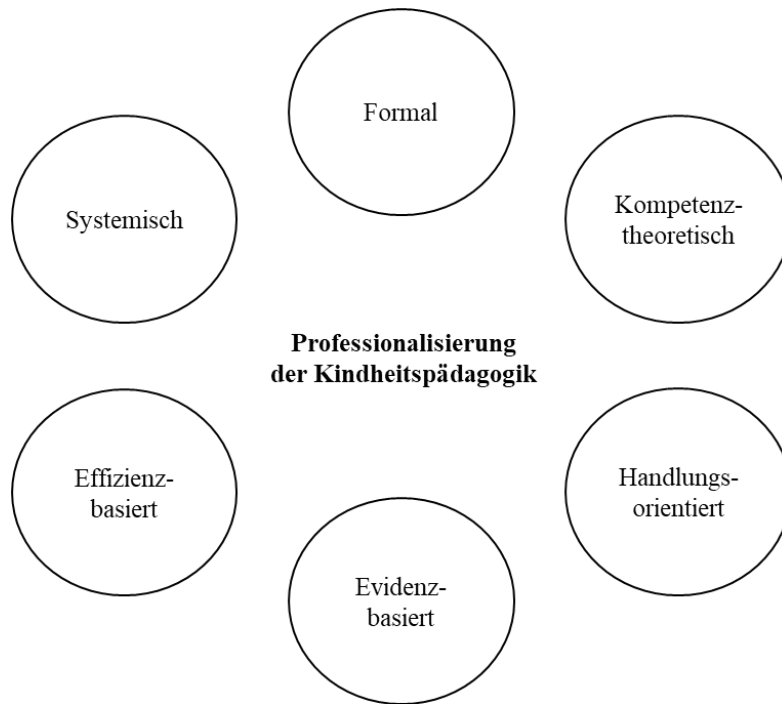 Formal
Kompetenz-
theoretisch
Systemisch
Professionalisierung
der Kindheitspädagogik
Effizienz-
basiert
Handlungs-
orientiert
Evidenz-
basiert